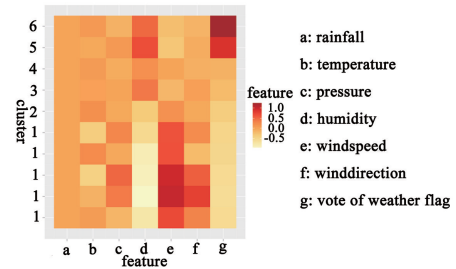 6
5
4
3
2
1
1
1
1
1
cluster
a b c d e f g
feature
feature
1.0
0.5
0.0
-0.5
a: rainfall
b: temperature
c: pressure
d: humidity
e: windspeed
f: winddirection
g: vote of weather flag